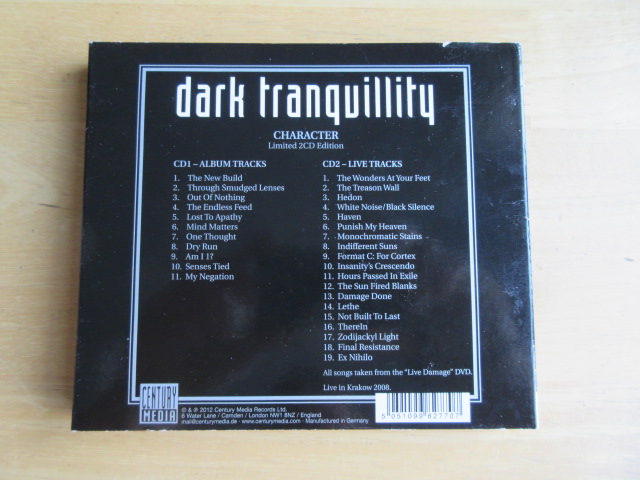 dark tranquillity
CHARACTER
Limited 2CD Edition
CD1 – ALBUM TRACKS
1. The New Build
2. Through Smudged Lenses
3. Out Of Nothing
4. The Endless Feed
5. Lost To Apathy
6. Mind Matters
7. One Thought
8. Dry Run
9. Am I 1?
10. Senses Tied
11. My Negation
CD2 – LIVE TRACKS
1. The Wonders At Your Feet
2. The Treason Wall
3. Hedon
4. White Noise/Black Silence
5. Haven
6. Punish My Heaven
7. Monochromatic Stains
8. Indifferent Suns
9. Format C: For Cortex
10. Insanity's Crescendo
11. Hours Passed In Exile
12. The Sun Fired Blanks
13. Damage Done
14. Lethe
15. Not Built To Last
16. ThereIn
17. Zodijackyl Light
18. Final Resistance
19. Ex Nihilo
All songs taken from the "Live Damage" DVD.
Live in Krakow 2008.
CENTURY
MEDIA
© & ℗ 2012 Century Media Records Ltd.
6 Water Lane / Camden / London NW1 8NZ / England
mail@centurymedia.de · www.centurymedia.com · Manufactured in Germany
5 051099 827707